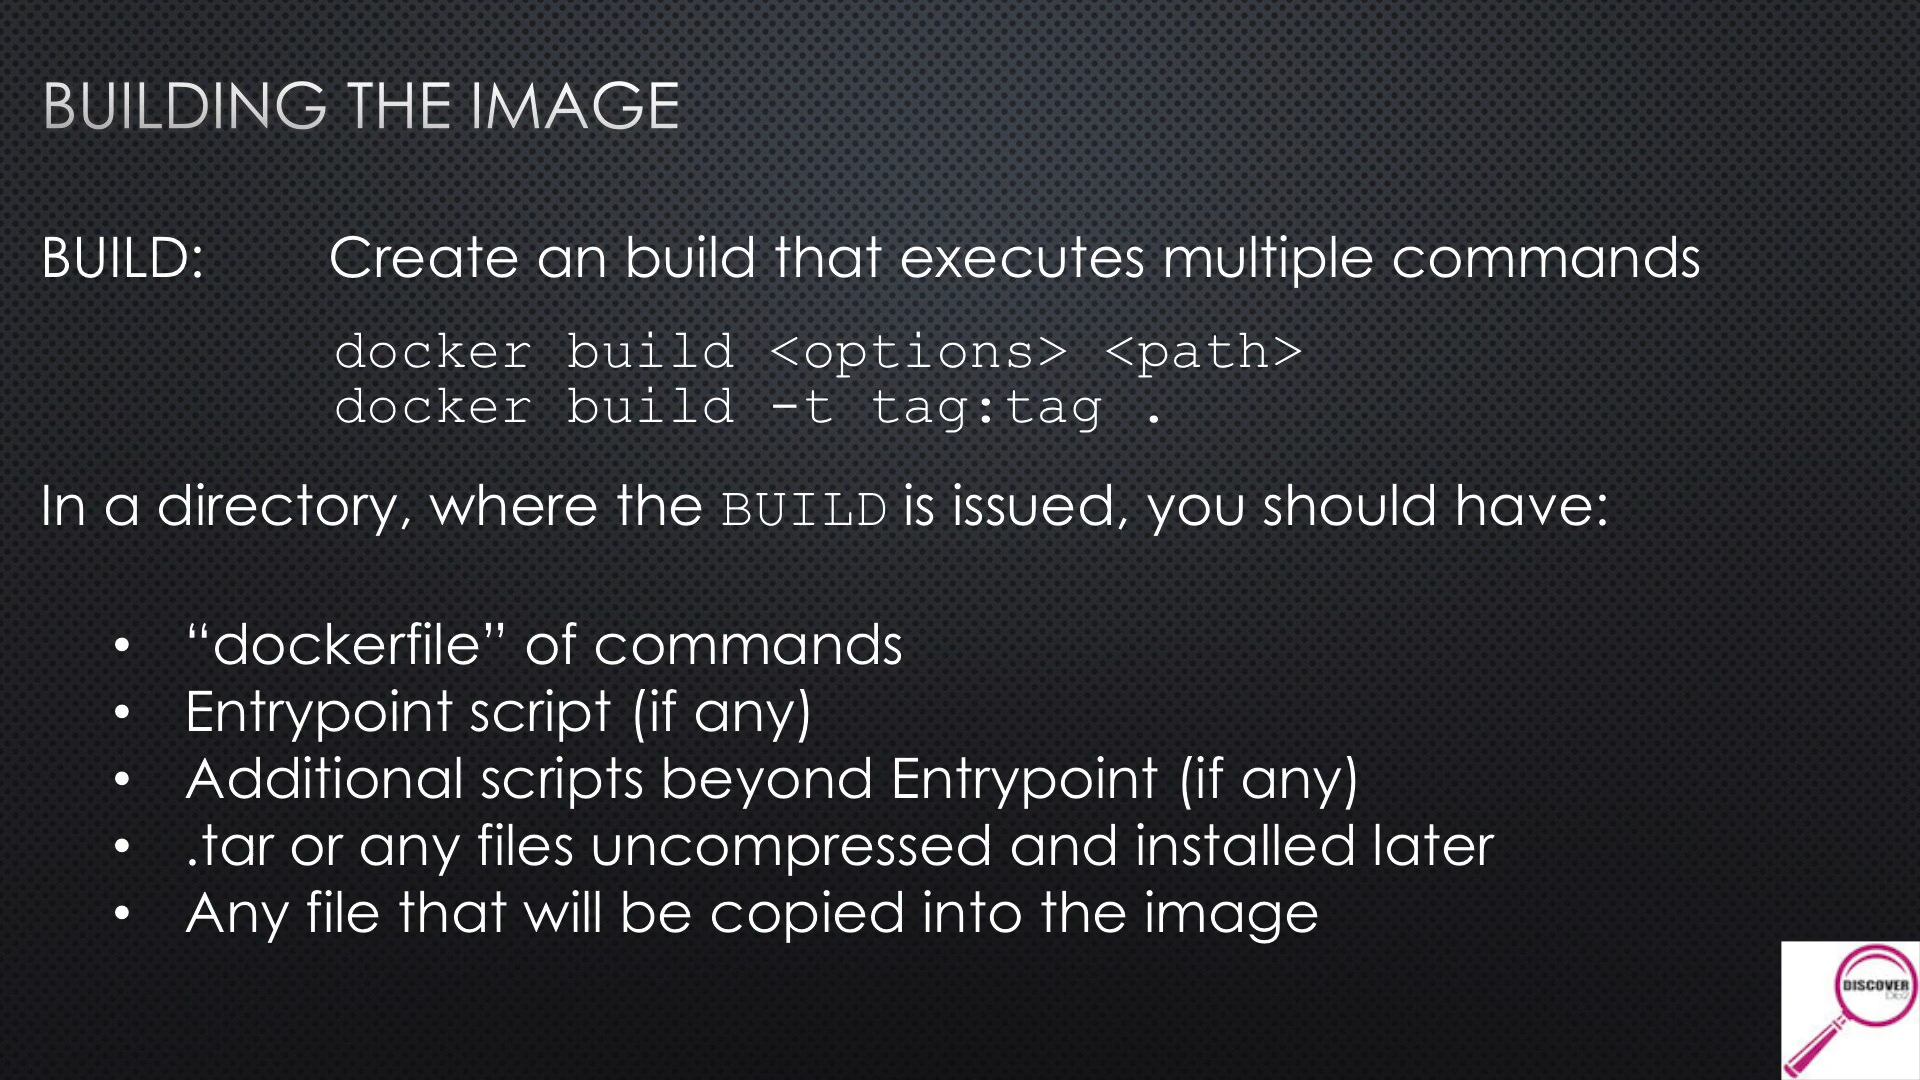 BUILDING THE IMAGE
BUILD: Create an build that executes multiple commands
docker build <options> <path>
docker build -t tag:tag .
In a directory, where the BUILD is issued, you should have:
• “dockerfile” of commands
• Entrypoint script (if any)
• Additional scripts beyond Entrypoint (if any)
• .tar or any files uncompressed and installed later
• Any file that will be copied into the image
DISCOVER